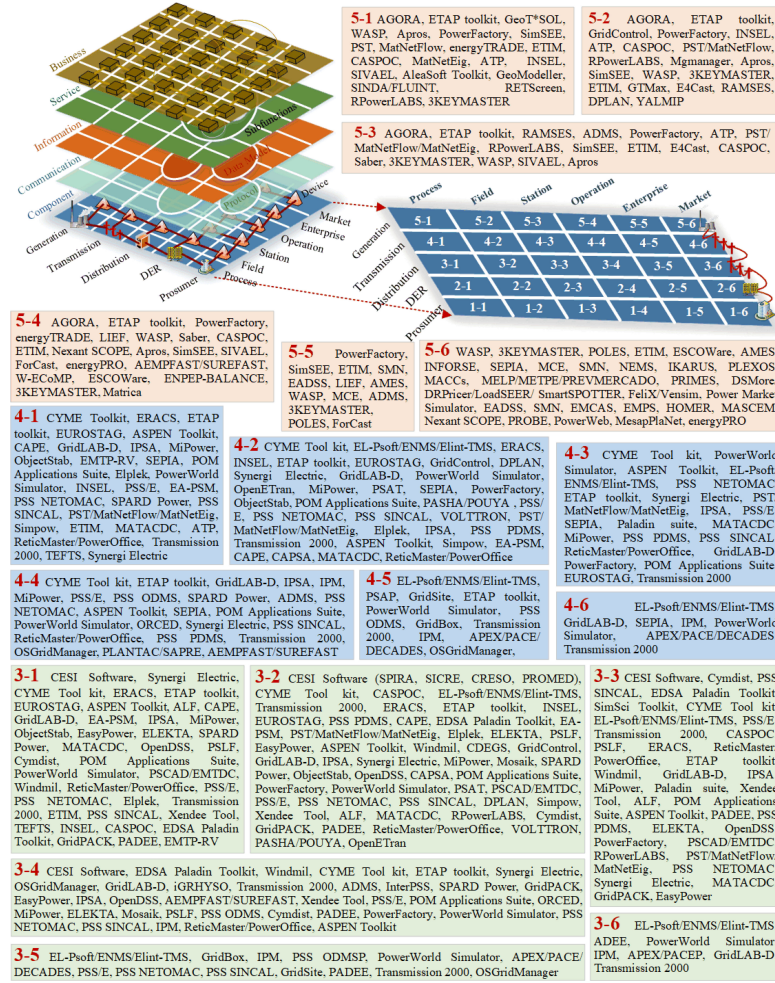 5-1 AGORA, ETAP toolkit, GeoT*SOL,
WASP, Apros, PowerFactory, SimSEE,
PST, MatNetFlow, energyTRADE, ETIM,
CASPOC, MatNetEig, ATP, INSEL,
SIVAEL, AleaSoft Toolkit, GeoModeller,
SINDA/FLUINT, RETScreen,
RPowerLABS, 3KEYMASTER
5-2 AGORA, ETAP toolkit,
GridControl, PowerFactory, INSEL,
ATP, CASPOC, PST/MatNetFlow,
RPowerLABS, Mgmanager, Apros,
SimSEE, WASP, 3KEYMASTER,
ETIM, GTMax, E4Cast, RAMSES,
DPLAN, YALMIP
5-3 AGORA, ETAP toolkit, RAMSES, ADMS, PowerFactory, ATP, PST/
MatNetFlow/MatNetEig, RPowerLABS, SimSEE, ETIM, E4Cast, CASPOC,
Saber, 3KEYMASTER, WASP, SIVAEL, Apros
Business
Service
Information
Communication
Component
Subfunctions
Data Model
Protocol
Device
Generation
Transmission
Distribution
DER
Prosumer
Market
Enterprise
Operation
Station
Field
Process
Process Field Station Operation Enterprise Market
Generation 5-1 5-2 5-3 5-4 5-5 5-6
Transmission 4-1 4-2 4-3 4-4 4-5 4-6
Distribution 3-1 3-2 3-3 3-4 3-5 3-6
DER 2-1 2-2 2-3 2-4 2-5 2-6
Prosumer 1-1 1-2 1-3 1-4 1-5 1-6
5-4 AGORA, ETAP toolkit, PowerFactory,
energyTRADE, LIEF, WASP, Saber, CASPOC,
ETIM, Nexant SCOPE, Apros, SimSEE, SIVAEL,
ForCast, energyPRO, AEMPFAST/SUREFAST,
W-ECoMP, ESCOWare, ENPEP-BALANCE,
3KEYMASTER, Matrica
5-5 PowerFactory,
SimSEE, ETIM, SMN,
EADSS, LIEF, AMES,
WASP, MCE, ADMS,
3KEYMASTER,
POLES, ForCast
5-6 WASP, 3KEYMASTER, POLES, ETIM, ESCOWare, AMES
INFORSE, SEPIA, MCE, SMN, NEMS, IKARUS, PLEXOS
MACCs, MELP/METPE/PREVMERCADO, PRIMES, DSMore
DRPricer/LoadSEER/ SmartSPOTTER, FeliX/Vensim, Power Market
Simulator, EADSS, SMN, EMCAS, EMPS, HOMER, MASCEM
Nexant SCOPE, PROBE, PowerWeb, MesapPlaNet, energyPRO
4-1 CYME Toolkit, ERACS, ETAP
toolkit, EUROSTAG, ASPEN Toolkit,
CAPE, GridLAB-D, IPSA, MiPower,
ObjectStab, EMTP-RV, SEPIA, POM
Applications Suite, Elplek, PowerWorld
Simulator, INSEL, PSS/E, EA-PSM,
PSS NETOMAC, SPARD Power, PSS
SINCAL, PST/MatNetFlow/MatNetEig,
Simpow, ETIM, MATACDC, ATP,
ReticMaster/PowerOffice, Transmission
2000, TEFTS, Synergi Electric
4-2 CYME Tool kit, EL-Psoft/ENMS/Elint-TMS, ERACS,
INSEL, ETAP toolkit, EUROSTAG, GridControl, DPLAN,
Synergi Electric, GridLAB-D, PowerWorld Simulator,
OpenETran, MiPower, PSAT, SEPIA, PowerFactory,
ObjectStab, POM Applications Suite, PASHA/POUYA , PSS/
E, PSS NETOMAC, PSS SINCAL, VOLTTRON, PST/
MatNetFlow/MatNetEig, Elplek, IPSA, PSS PDMS,
Transmission 2000, ASPEN Toolkit, Simpow, EA-PSM,
CAPE, CAPSA, MATACDC, ReticMaster/PowerOffice
4-3 CYME Tool kit, PowerWorld
Simulator, ASPEN Toolkit, EL-Psoft
ENMS/Elint-TMS, PSS NETOMAC
ETAP toolkit, Synergi Electric, PST
MatNetFlow/MatNetEig, IPSA, PSS/E
SEPIA, Paladin suite, MATACDC
MiPower, PSS PDMS, PSS SINCAL
ReticMaster/PowerOffice, GridLAB-D
PowerFactory, POM Applications Suite
EUROSTAG, Transmission 2000
4-4 CYME Tool kit, ETAP toolkit, GridLAB-D, IPSA, IPM,
MiPower, PSS/E, PSS ODMS, SPARD Power, ADMS, PSS
NETOMAC, ASPEN Toolkit, SEPIA, POM Applications Suite,
PowerWorld Simulator, ORCED, Synergi Electric, PSS SINCAL,
ReticMaster/PowerOffice, PSS PDMS, Transmission 2000,
OSGridManager, PLANTAC/SAPRE, AEMPFAST/SUREFAST
4-5 EL-Psoft/ENMS/Elint-TMS,
PSAP, GridSite, ETAP toolkit,
PowerWorld Simulator, PSS
ODMS, GridBox, Transmission
2000, IPM, APEX/PACE/
DECADES, OSGridManager,
4-6 EL-Psoft/ENMS/Elint-TMS
GridLAB-D, SEPIA, IPM, PowerWorld
Simulator, APEX/PACE/DECADES
Transmission 2000
3-1 CESI Software, Synergi Electric,
CYME Tool kit, ERACS, ETAP toolkit,
EUROSTAG, ASPEN Toolkit, ALF, CAPE,
GridLAB-D, EA-PSM, IPSA, MiPower,
ObjectStab, EasyPower, ELEKTA, SPARD
Power, MATACDC, OpenDSS, PSLF,
Cymdist, POM Applications Suite,
PowerWorld Simulator, PSCAD/EMTDC,
Windmil, ReticMaster/PowerOffice, PSS/E,
PSS NETOMAC, Elplek, Transmission
2000, ETIM, PSS SINCAL, Xendee Tool,
TEFTS, INSEL, CASPOC, EDSA Paladin
Toolkit, GridPACK, PADEE, EMTP-RV
3-2 CESI Software (SPIRA, SICRE, CRESO, PROMED),
CYME Tool kit, CASPOC, EL-Psoft/ENMS/Elint-TMS,
Transmission 2000, ERACS, ETAP toolkit, INSEL,
EUROSTAG, PSS PDMS, CAPE, EDSA Paladin Toolkit, EA-
PSM, PST/MatNetFlow/MatNetEig, Elplek, ELEKTA, PSLF,
EasyPower, ASPEN Toolkit, Windmil, CDEGS, GridControl,
GridLAB-D, IPSA, Synergi Electric, MiPower, Mosaik, SPARD
Power, ObjectStab, OpenDSS, CAPSA, POM Applications Suite,
PowerFactory, PowerWorld Simulator, PSAT, PSCAD/EMTDC,
PSS/E, PSS NETOMAC, PSS SINCAL, DPLAN, Simpow,
Xendee Tool, ALF, MATACDC, RPowerLABS, Cymdist,
GridPACK, PADEE, ReticMaster/PowerOffice, VOLTTRON,
PASHA/POUYA, OpenETran
3-3 CESI Software, Cymdist, PSS
SINCAL, EDSA Paladin Toolkit
SimSci Toolkit, CYME Tool kit
EL-Psoft/ENMS/Elint-TMS, PSS/E
Transmission 2000, CASPOC
PSLF, ERACS, ReticMaster
PowerOffice, ETAP toolkit
Windmil, GridLAB-D, IPSA
MiPower, Paladin suite, Xendee
Tool, ALF, POM Applications
Suite, ASPEN Toolkit, PADEE, PSS
PDMS, ELEKTA, OpenDSS
PowerFactory, PSCAD/EMTDC
RPowerLABS, PST/MatNetFlow
MatNetEig, PSS NETOMAC
Synergi Electric, MATACDC
GridPACK, EasyPower
3-4 CESI Software, EDSA Paladin Toolkit, Windmil, CYME Tool kit, ETAP toolkit, Synergi Electric,
OSGridManager, GridLAB-D, iGRHYSO, Transmission 2000, ADMS, InterPSS, SPARD Power, GridPACK,
EasyPower, IPSA, OpenDSS, AEMPFAST/SUREFAST, Xendee Tool, PSS/E, POM Applications Suite, ORCED,
MiPower, ELEKTA, Mosaik, PSLF, PSS ODMS, Cymdist, PADEE, PowerFactory, PowerWorld Simulator, PSS
NETOMAC, PSS SINCAL, IPM, ReticMaster/PowerOffice, ASPEN Toolkit
3-5 EL-Psoft/ENMS/Elint-TMS, GridBox, IPM, PSS ODMSP, PowerWorld Simulator, APEX/PACE/
DECADES, PSS/E, PSS NETOMAC, PSS SINCAL, GridSite, PADEE, Transmission 2000, OSGridManager
3-6 EL-Psoft/ENMS/Elint-TMS
ADEE, PowerWorld Simulator
IPM, APEX/PACEP, GridLAB-D
Transmission 2000